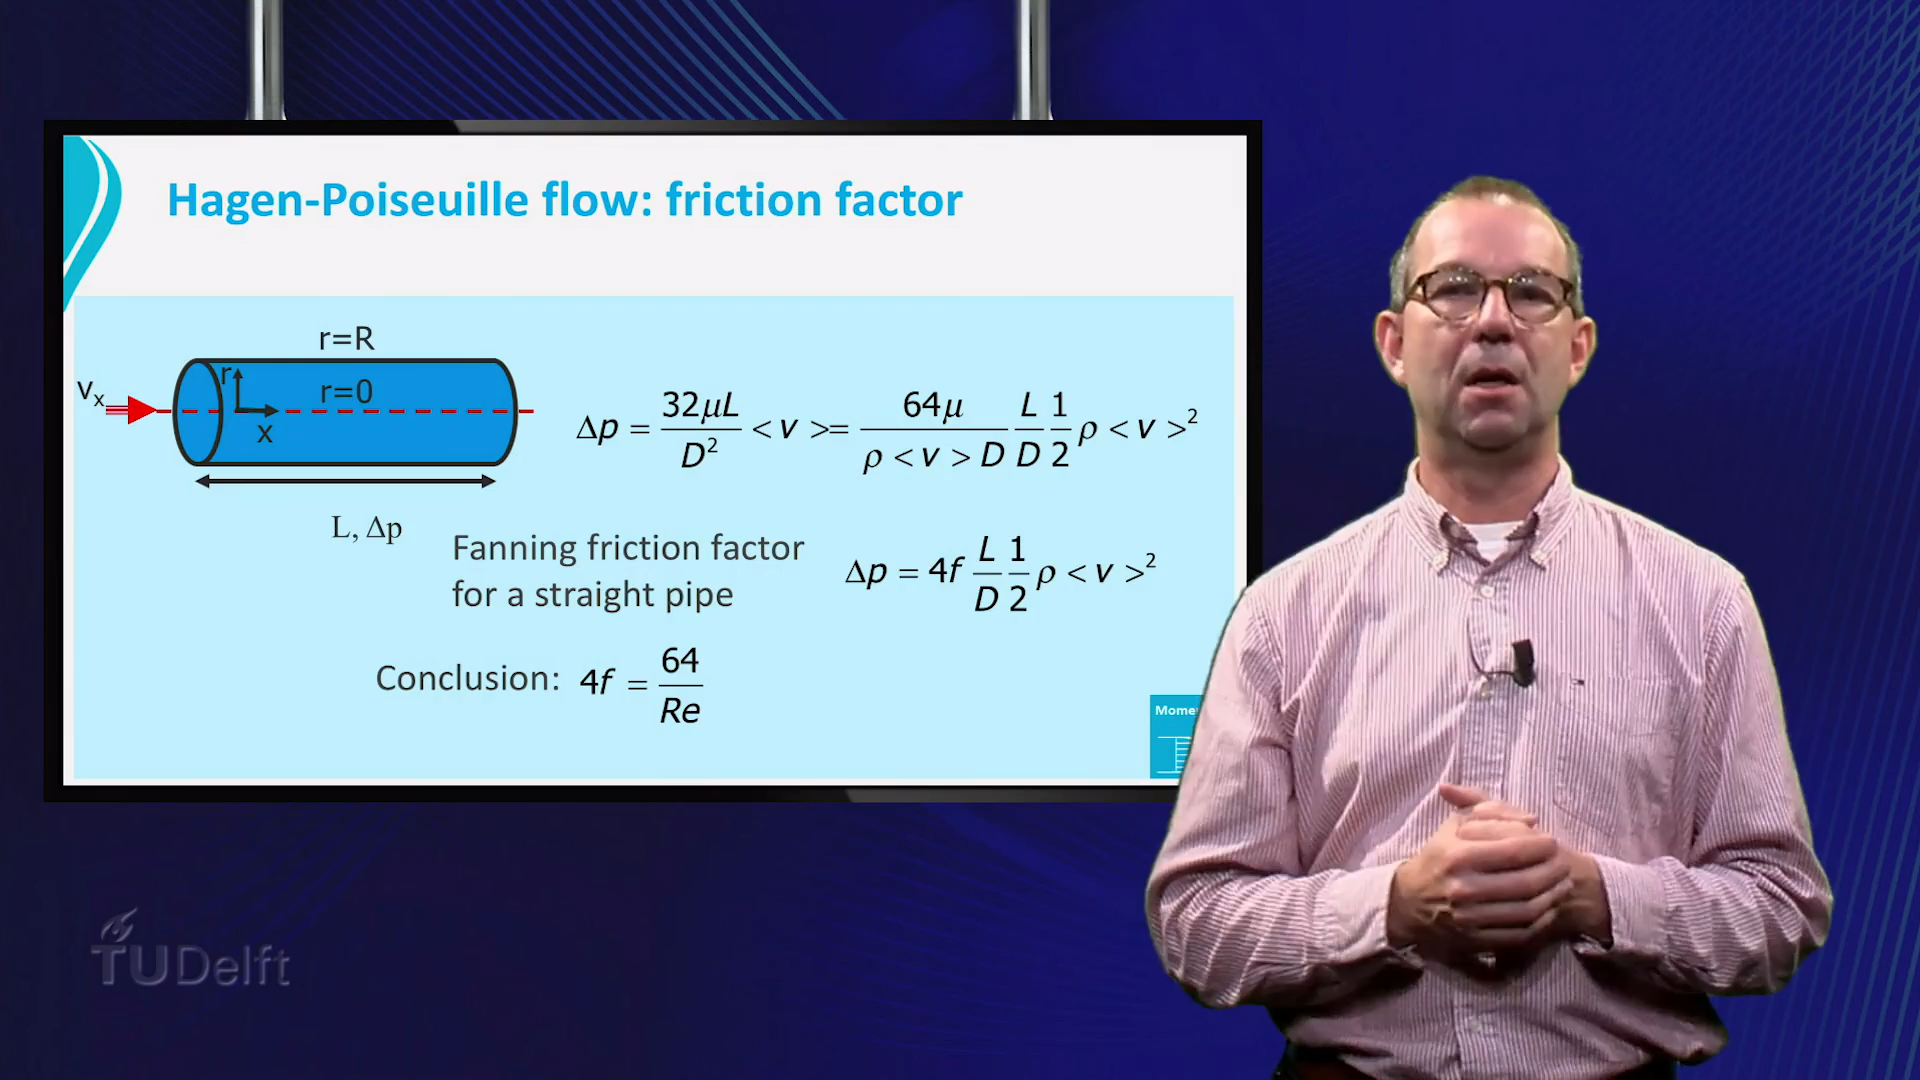 Hagen-Poiseuille flow: friction factor
r=R
r
r=0
vₓ
x
L, Δp
Δp = 32μL/D² <v> = 64μ/(ρ<v>D) L/D 1/2 ρ<v>²
Fanning friction factor
for a straight pipe
Δp = 4f L/D 1/2 ρ<v>²
Conclusion: 4f = 64/Re
TUDelft